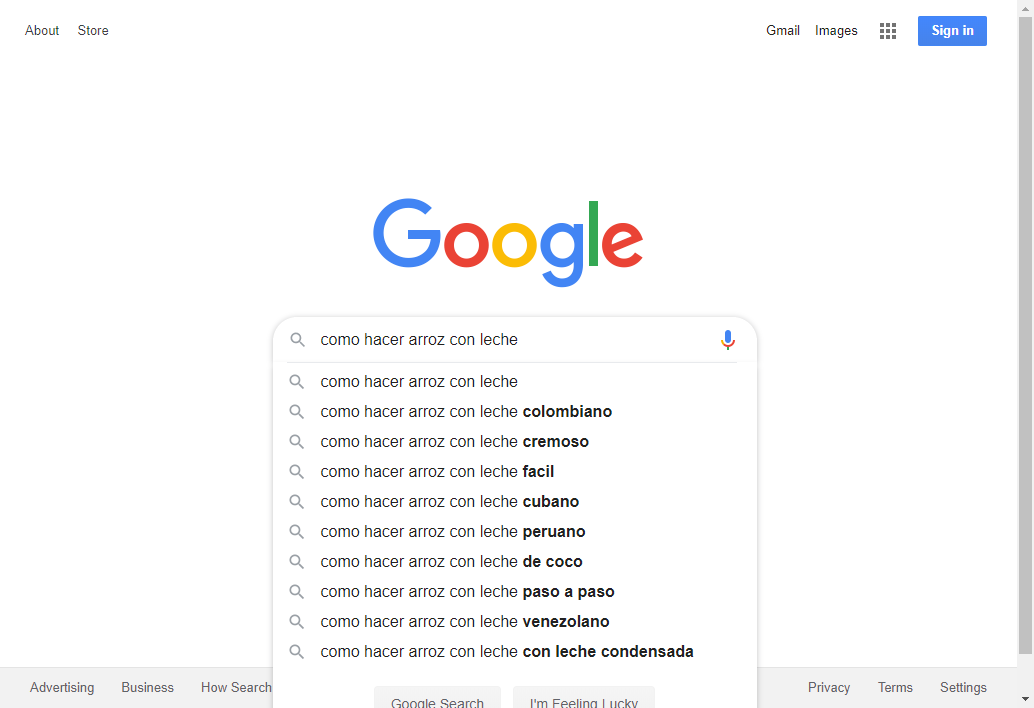 About Store Gmail Images Sign in
Google
como hacer arroz con leche
como hacer arroz con leche
como hacer arroz con leche colombiano
como hacer arroz con leche cremoso
como hacer arroz con leche facil
como hacer arroz con leche cubano
como hacer arroz con leche peruano
como hacer arroz con leche de coco
como hacer arroz con leche paso a paso
como hacer arroz con leche venezolano
como hacer arroz con leche con leche condensada
Advertising Business How Search Privacy Terms Settings
Google Search I'm Feeling Lucky